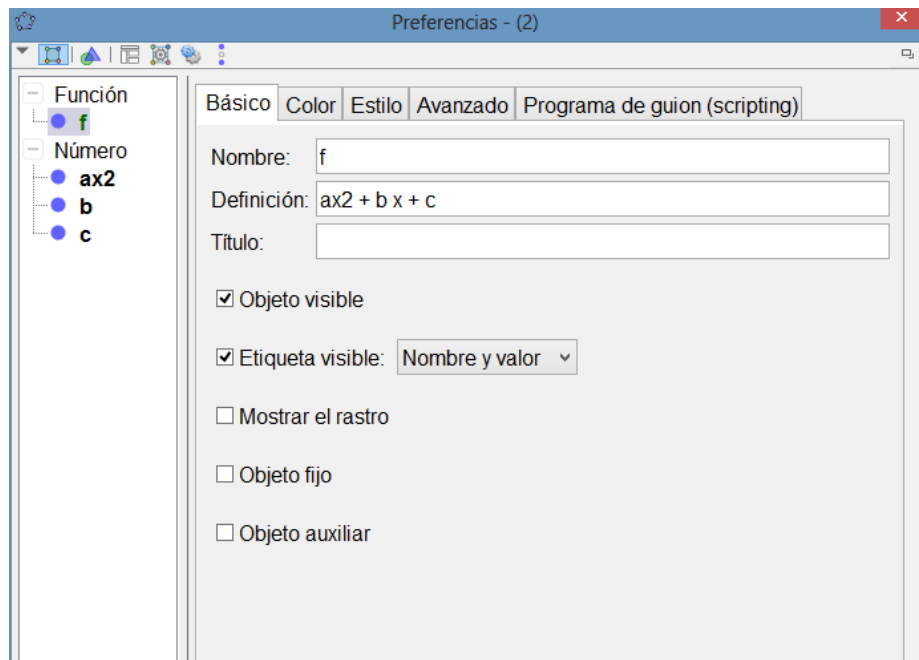 Preferencias - (2)
Función
f
Número
ax2
b
c
Básico Color Estilo Avanzado Programa de guion (scripting)
Nombre: f
Definición: ax2 + b x + c
Título:
Objeto visible
Etiqueta visible: Nombre y valor
Mostrar el rastro
Objeto fijo
Objeto auxiliar